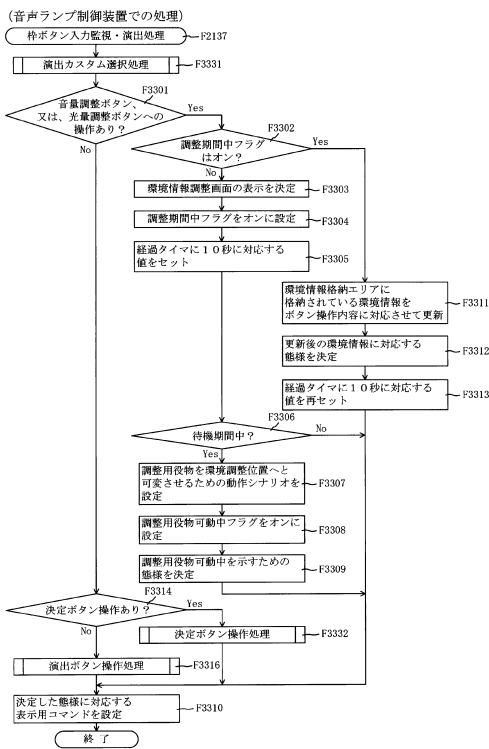 (音声ランプ制御装置での処理)
枠ボタン入力監視・演出処理
F2137
演出カスタム選択処理
F3331
F3301
音量調整ボタン、
又は、光量調整ボタンへの
操作あり?
Yes
No
F3302
調整期間中フラグ
はオン?
Yes
No
環境情報調整画面の表示を決定
F3303
調整期間中フラグをオンに設定
F3304
経過タイマに10秒に対応する
値をセット
F3305
環境情報格納エリアに
格納されている環境情報を
ボタン操作内容に対応させて更新
F3311
更新後の環境情報に対応する
態様を決定
F3312
経過タイマに10秒に対応する
値を再セット
F3313
F3306
待機期間中?
No
Yes
調整用役物を環境調整位置へと
可変させるための動作シナリオを
設定
F3307
調整用役物可動中フラグをオンに
設定
F3308
調整用役物可動中を示すための
態様を決定
F3309
F3314
決定ボタン操作あり?
Yes
No
決定ボタン操作処理
F3332
演出ボタン操作処理
F3316
決定した態様に対応する
表示用コマンドを設定
F3310
終了